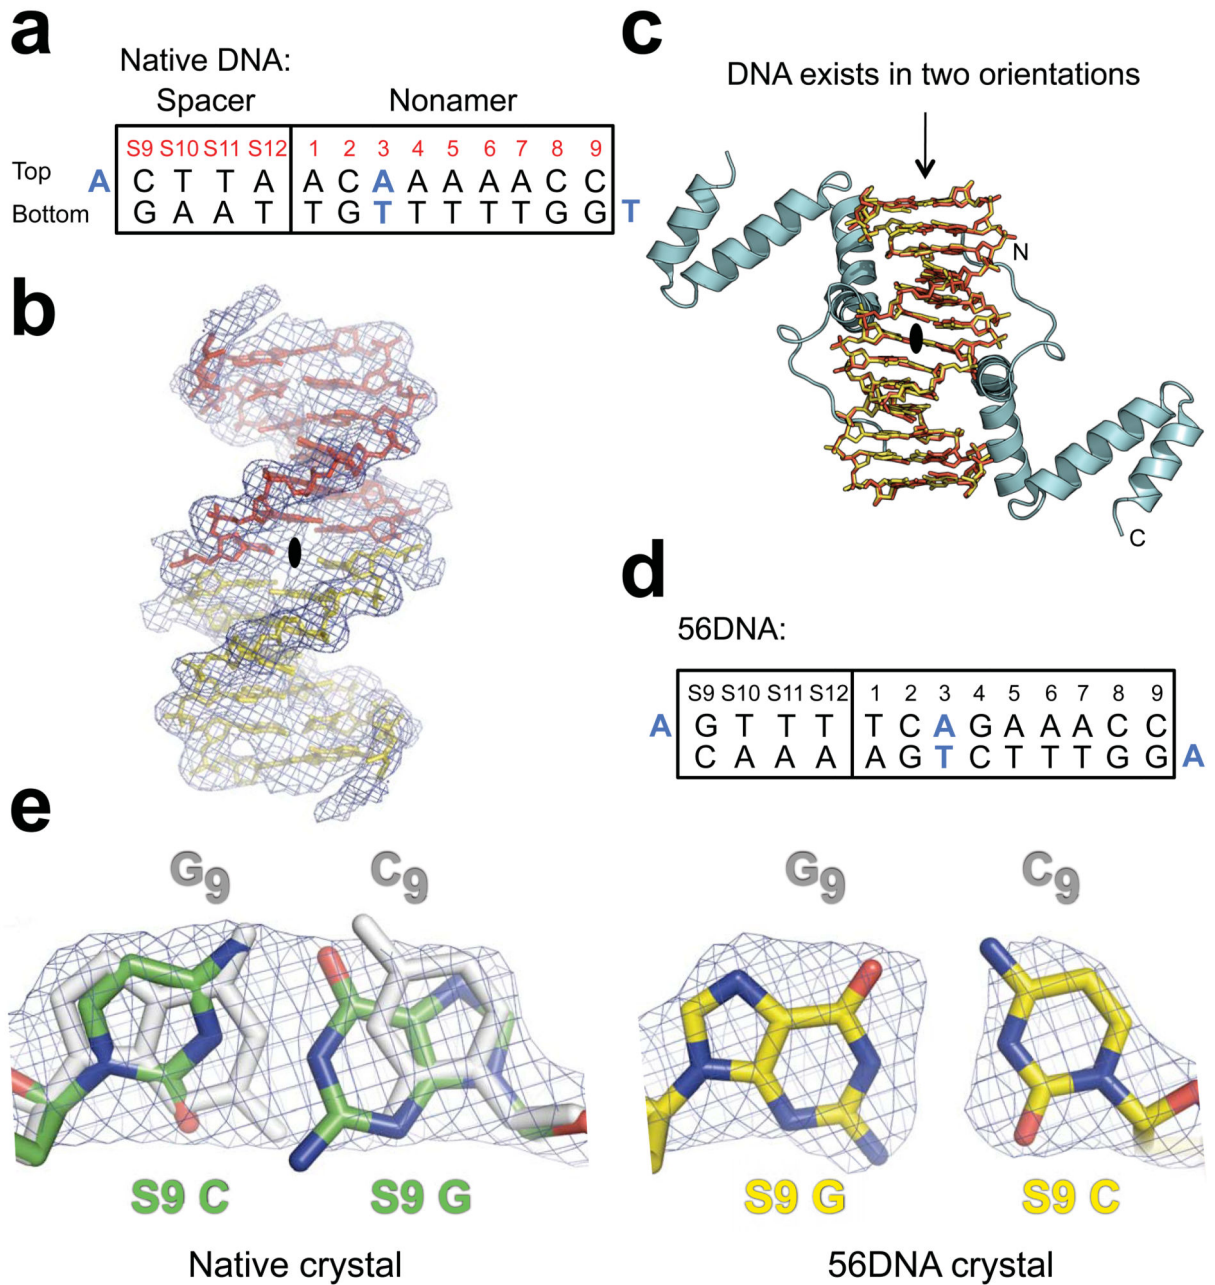 a
Native DNA:
Spacer Nonamer
S9 S10 S11 S12 1 2 3 4 5 6 7 8 9
Top A C T T A A C A A A A A C C
Bottom G A A T T G T T T T T G G T
b
c
DNA exists in two orientations
N
C
d
56DNA:
S9 S10 S11 S12 1 2 3 4 5 6 7 8 9
A G T T T T C A G A A A C C
C A A A A G T C T T T G G A
e
G9 C9 G9 C9
S9 C S9 G S9 G S9 C
Native crystal 56DNA crystal